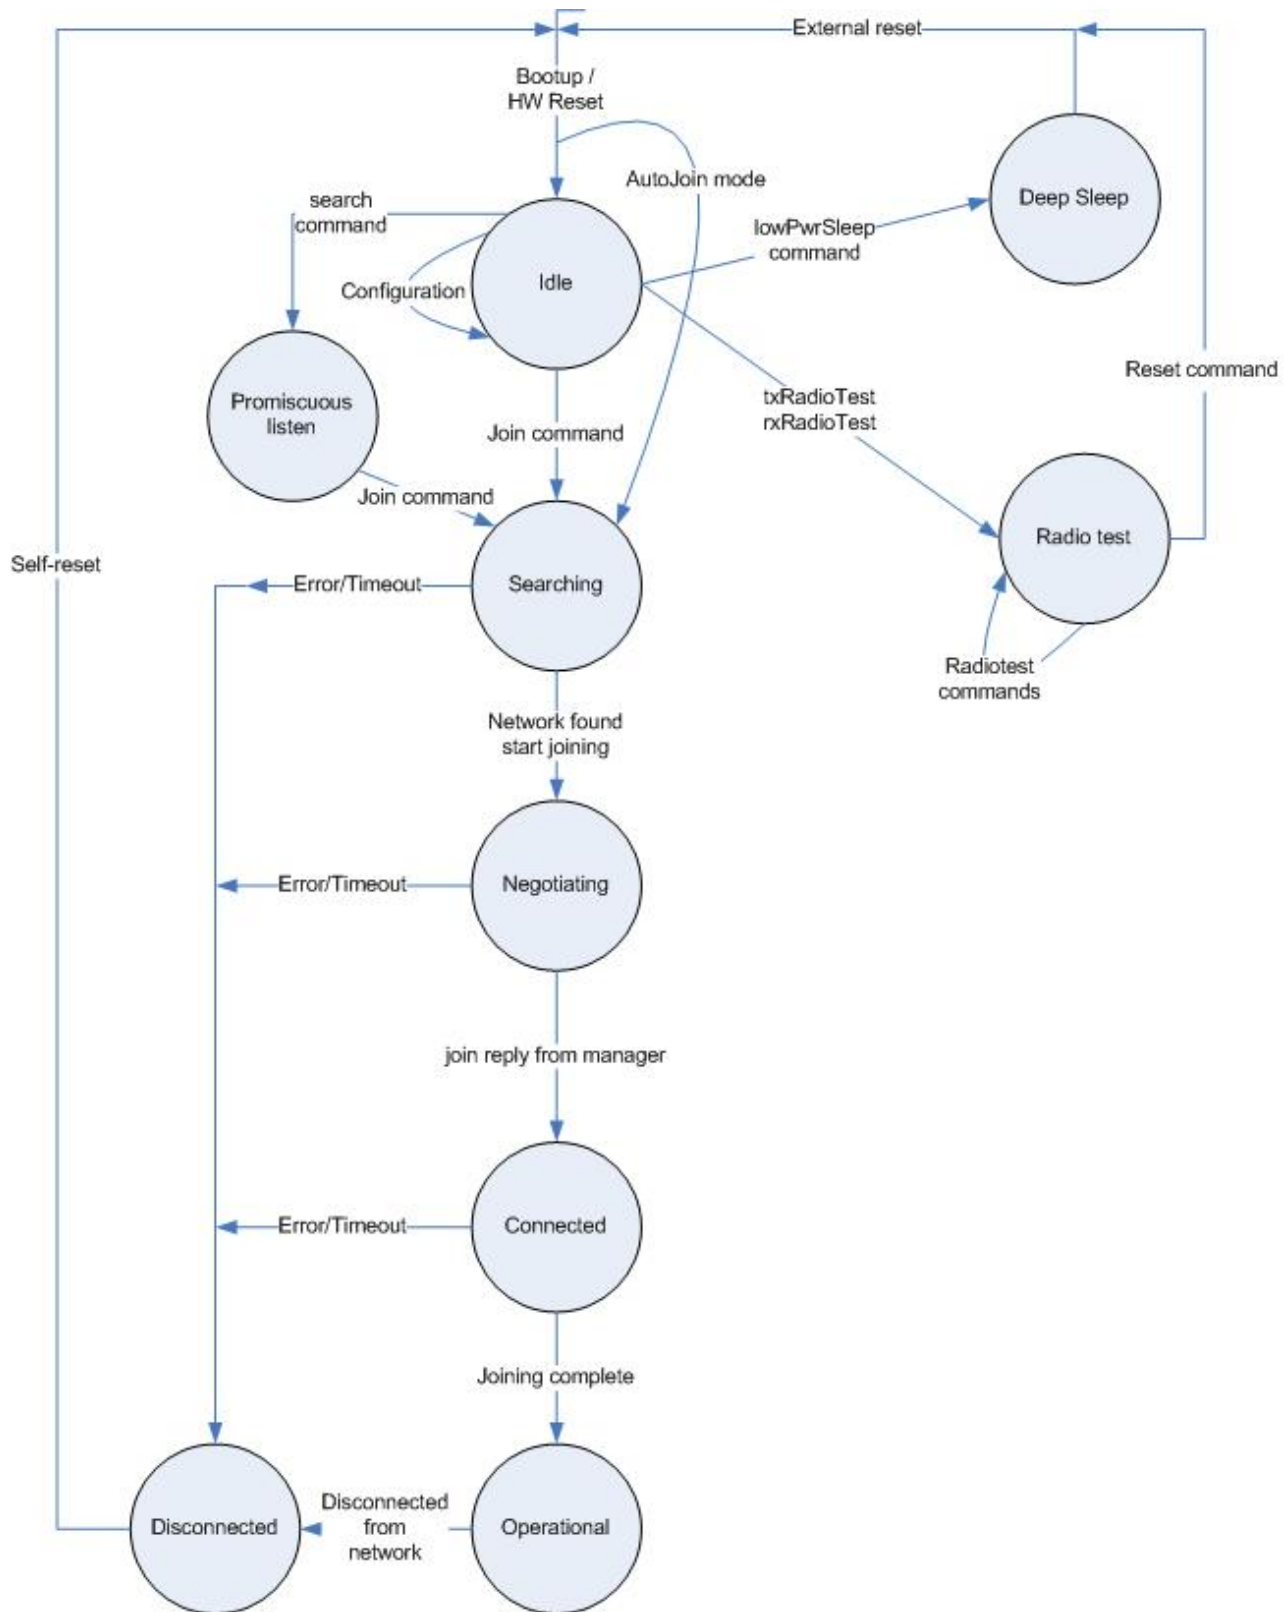 External reset
Bootup /
HW Reset
AutoJoin mode
search
command
Deep Sleep
lowPwrSleep
command
Configuration
Idle
Reset command
Promiscuous
listen
txRadioTest
rxRadioTest
Join command
Join command
Radio test
Self-reset
Error/Timeout
Searching
Radiotest
commands
Network found
start joining
Error/Timeout
Negotiating
join reply from manager
Error/Timeout
Connected
Joining complete
Disconnected
Disconnected
from
network
Operational